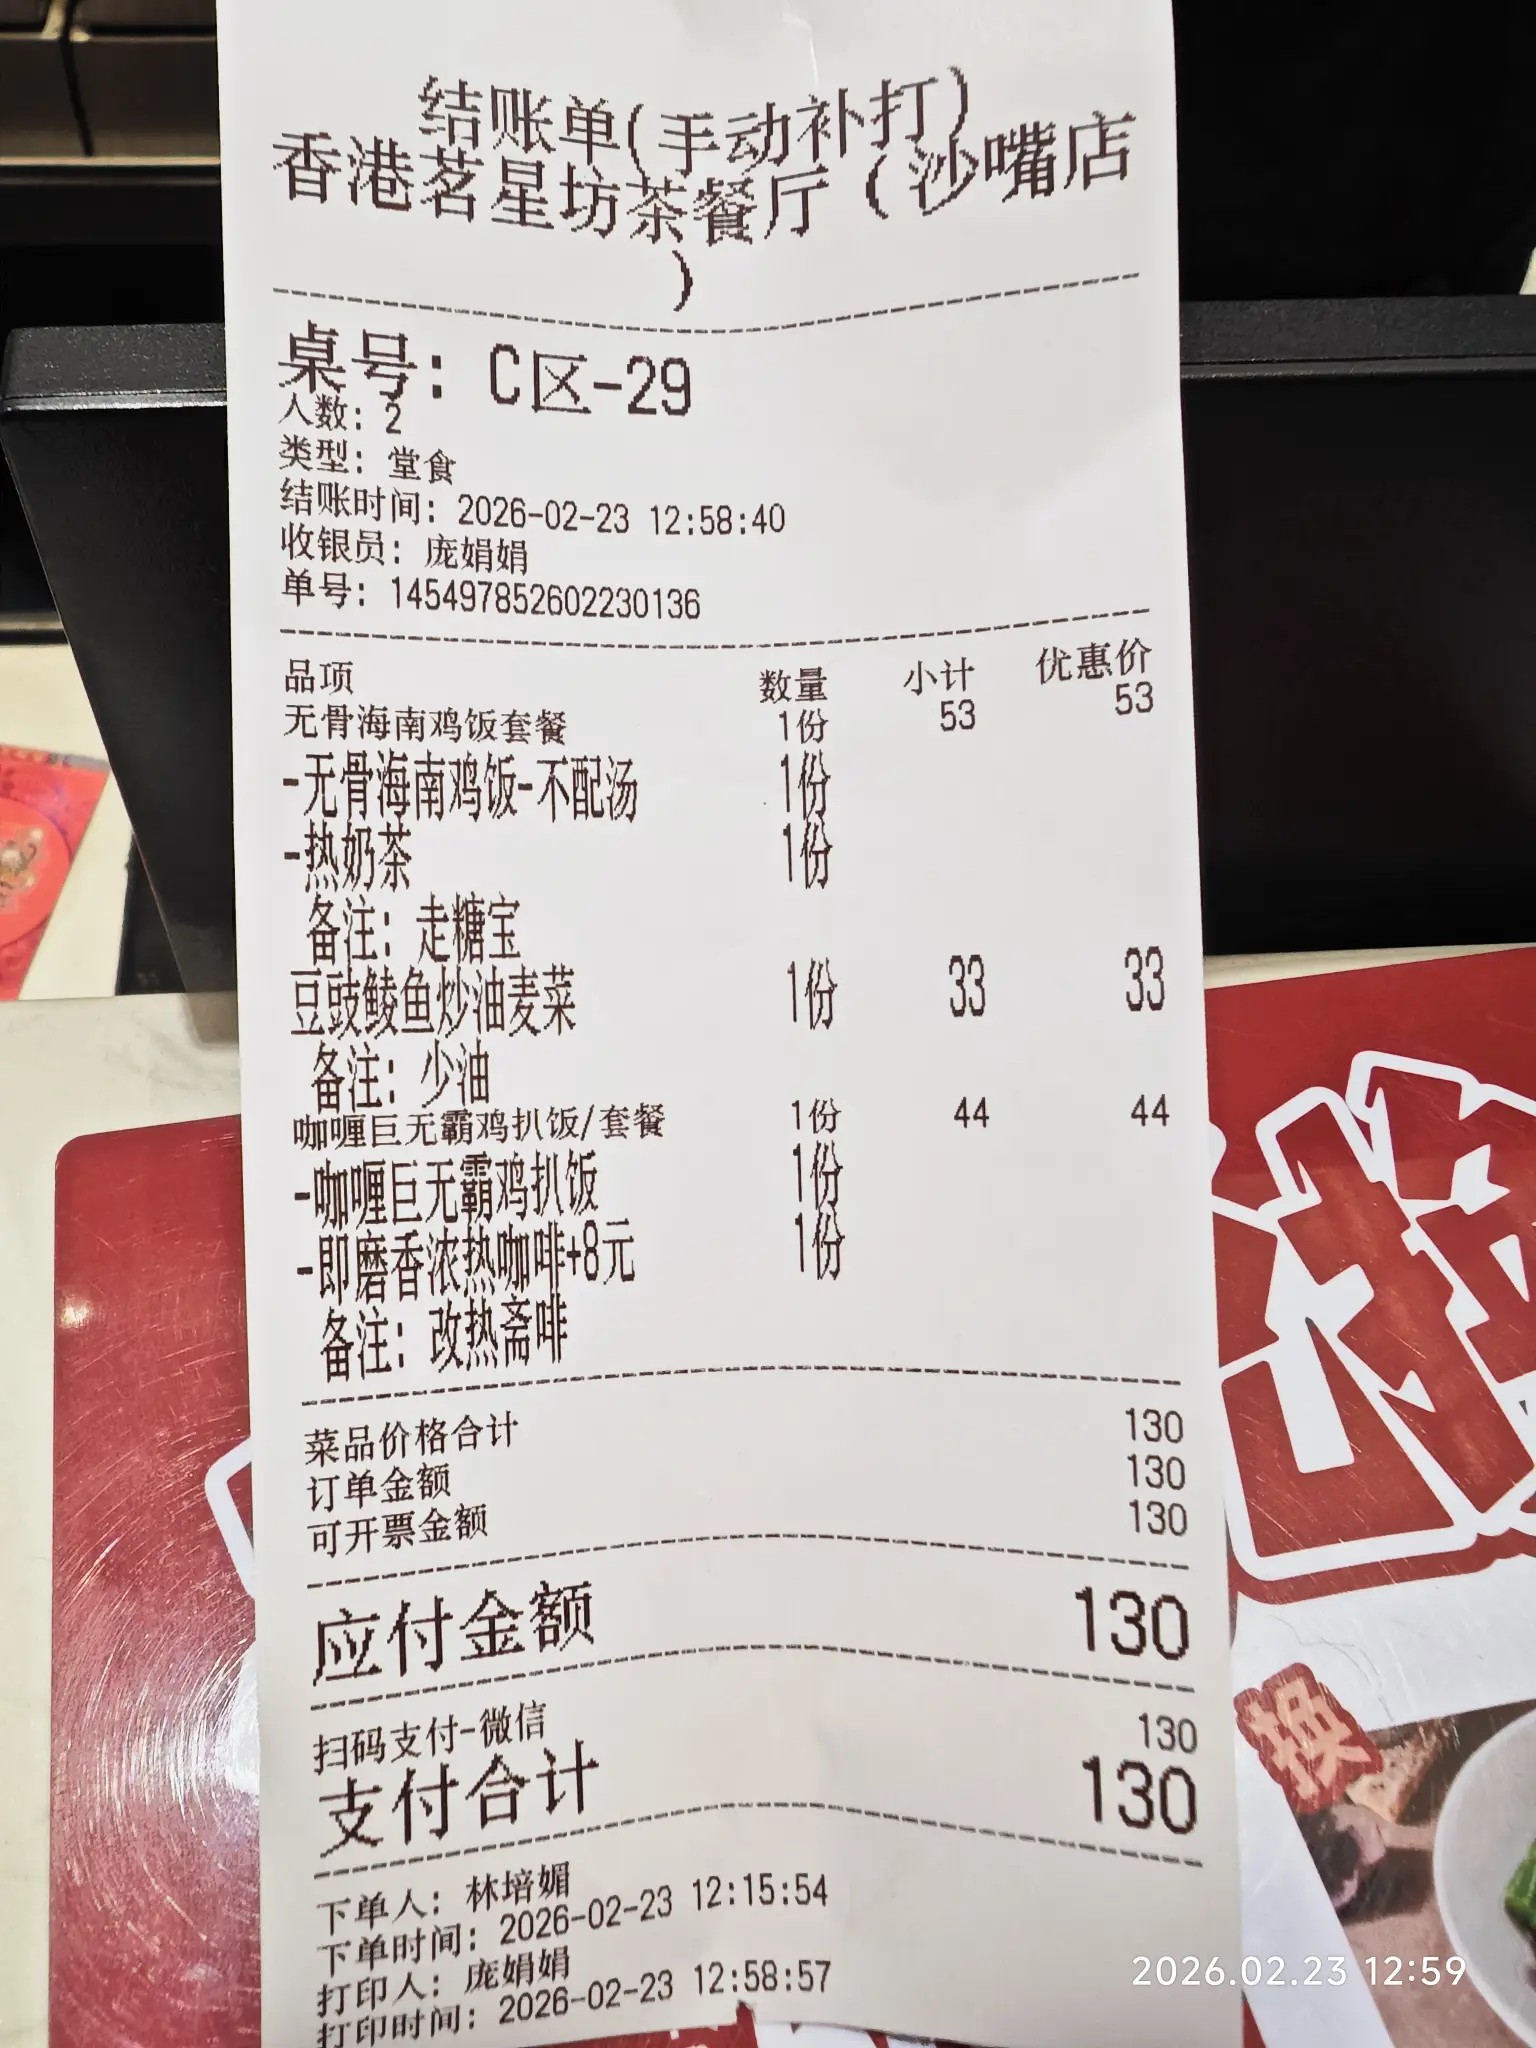 结账单(手动补打)
香港茗星坊茶餐厅（沙嘴店
）
桌号: C区-29
人数: 2
类型: 堂食
结账时间: 2026-02-23 12:58:40
收银员: 庞娟娟
单号: 145497852602230136
品项 数量 小计 优惠价
无骨海南鸡饭套餐 1份 53 53
-无骨海南鸡饭-不配汤 1份
-热奶茶 1份
备注: 走糖宝
豆豉鲮鱼炒油麦菜 1份 33 33
备注: 少油
咖喱巨无霸鸡扒饭/套餐 1份 44 44
-咖喱巨无霸鸡扒饭 1份
-即磨香浓热咖啡+8元 1份
备注: 改热斋啡
菜品价格合计 130
订单金额 130
可开票金额 130
应付金额 130
扫码支付-微信 130
支付合计 130
下单人: 林培媚
下单时间: 2026-02-23 12:15:54
打印人: 庞娟娟
打印时间: 2026-02-23 12:58:57
换
2026.02.23 12:59